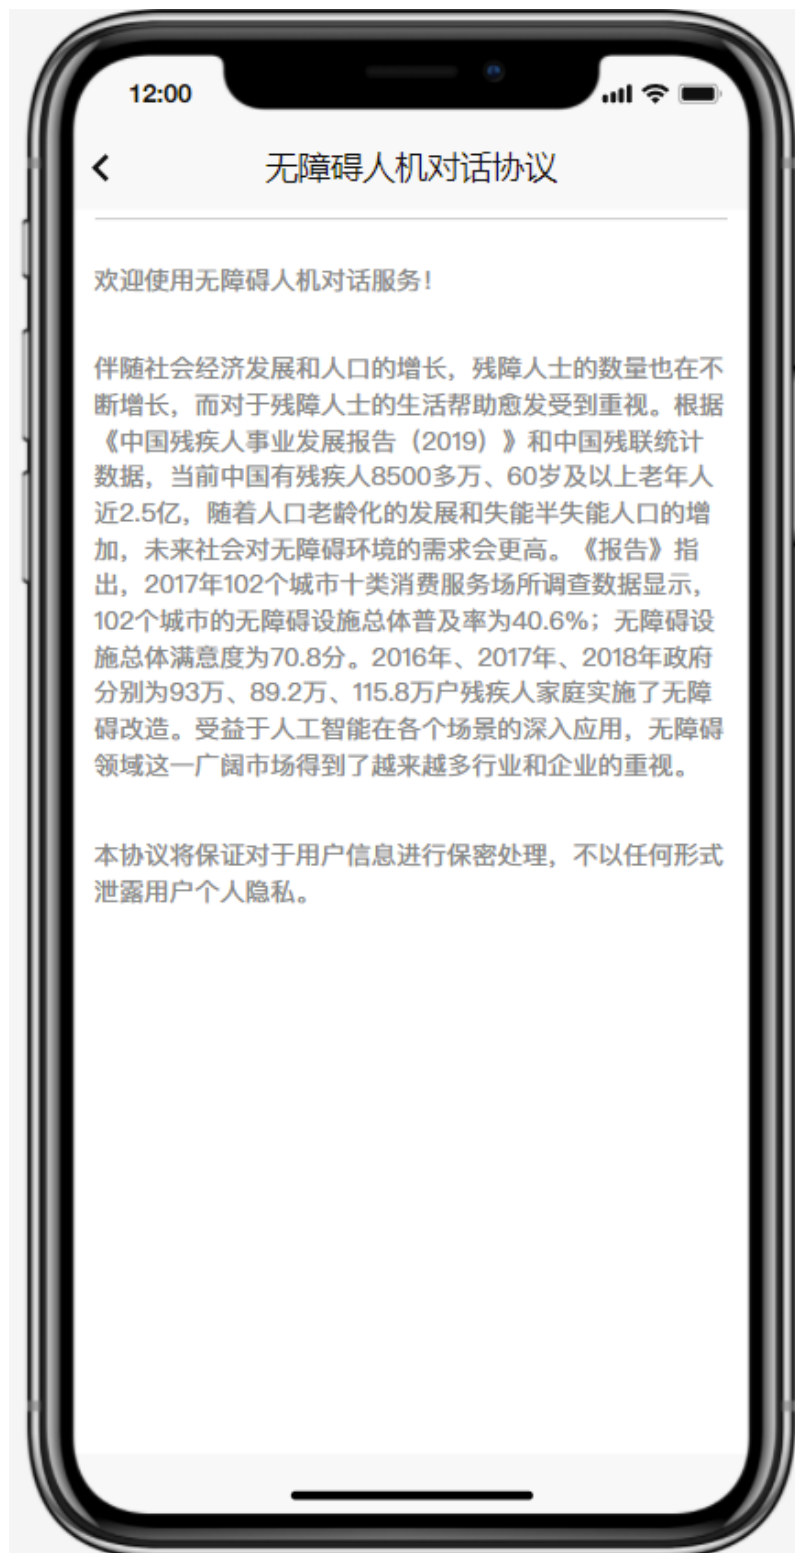 12:00
无障碍人机对话协议
欢迎使用无障碍人机对话服务！
伴随社会经济发展和人口的增长，残障人士的数量也在不
断增长，而对于残障人士的生活帮助愈发受到重视。根据
《中国残疾人事业发展报告（2019）》和中国残联统计
数据，当前中国有残疾人8500多万、60岁及以上老年人
近2.5亿，随着人口老龄化的发展和失能半失能人口的增
加，未来社会对无障碍环境的需求会更高。《报告》指
出，2017年102个城市十类消费服务场所调查数据显示，
102个城市的无障碍设施总体普及率为40.6%；无障碍设
施总体满意度为70.8分。2016年、2017年、2018年政府
分别为93万、89.2万、115.8万户残疾人家庭实施了无障
碍改造。受益于人工智能在各个场景的深入应用，无障碍
领域这一广阔市场得到了越来越多行业和企业的重视。
本协议将保证对于用户信息进行保密处理，不以任何形式
泄露用户个人隐私。